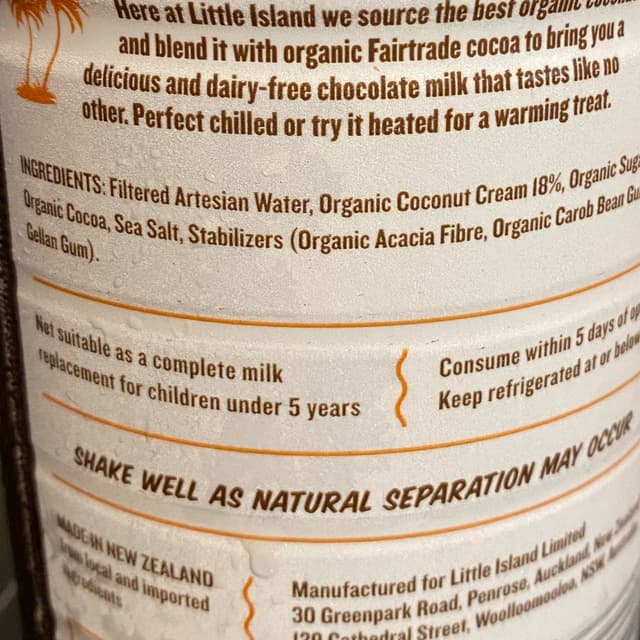 Here at Little Island we source the best organic
and blend it with organic Fairtrade cocoa to bring you a
delicious and dairy-free chocolate milk that tastes like no
other. Perfect chilled or try it heated for a warming treat.
INGREDIENTS: Filtered Artesian Water, Organic Coconut Cream 18%, Organic
Organic Cocoa, Sea Salt, Stabilizers (Organic Acacia Fibre, Organic Carob Bean
Gellan Gum).
Not suitable as a complete milk
replacement for children under 5 years
Consume within 5 days of
Keep refrigerated at or below
SHAKE WELL AS NATURAL SEPARATION MAY OCCUR
MADE IN NEW ZEALAND
from local and imported
ingredients
Manufactured for Little Island Limited
30 Greenpark Road, Penrose, Auckland, New
120 Cathedral Street, Woolloomooloo, NSW